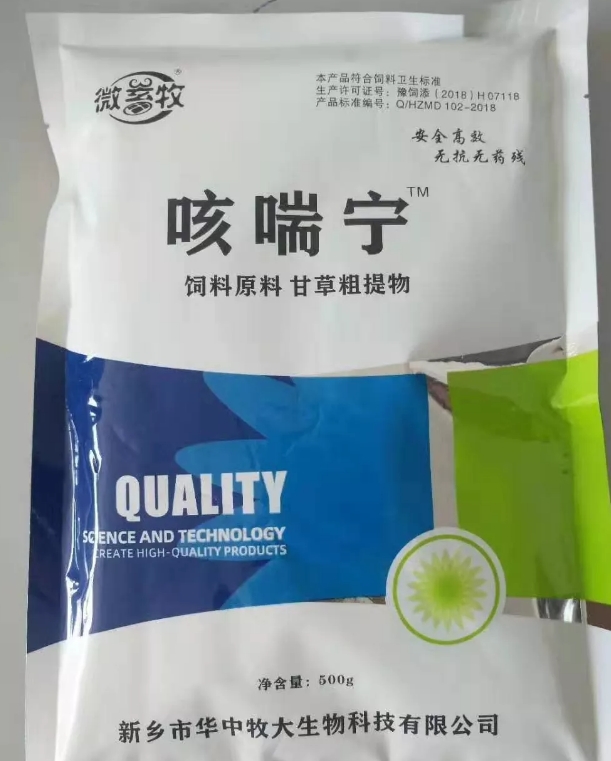 微畜牧®
本产品符合饲料卫生标准
生产许可证号：豫饲添（2018）H07118
产品标准编号：Q/HZMD 102-2018
安全高效
无抗无药残
咳喘宁™
饲料原料 甘草粗提物
QUALITY
SCIENCE AND TECHNOLOGY
CREATE HIGH-QUALITY PRODUCTS
净含量：500g
新乡市华中牧大生物科技有限公司